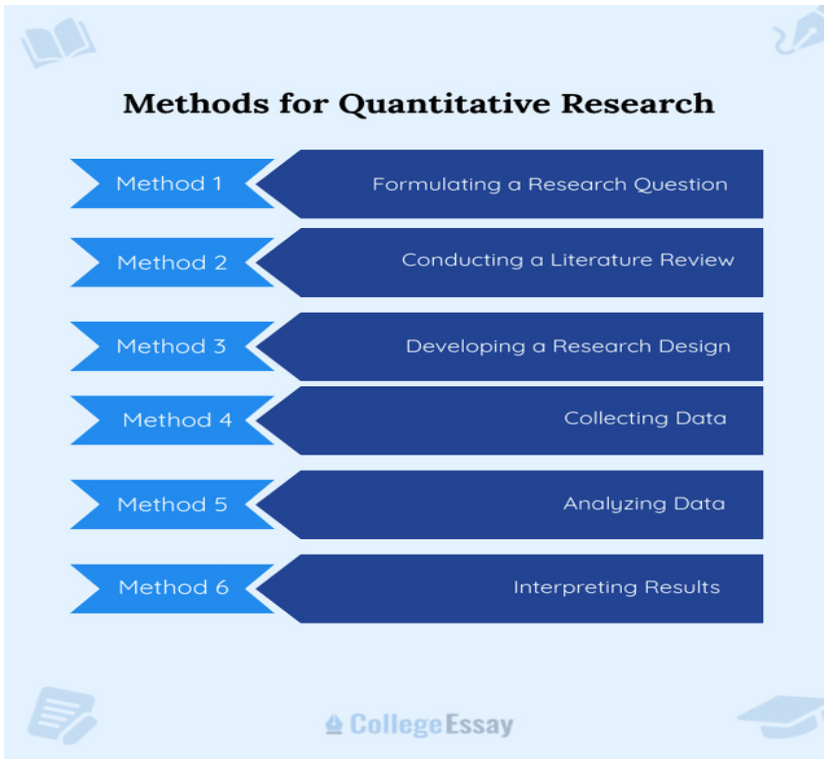 Methods for Quantitative Research
Method 1
Formulating a Research Question
Method 2
Conducting a Literature Review
Method 3
Developing a Research Design
Method 4
Collecting Data
Method 5
Analyzing Data
Method 6
Interpreting Results
CollegeEssay